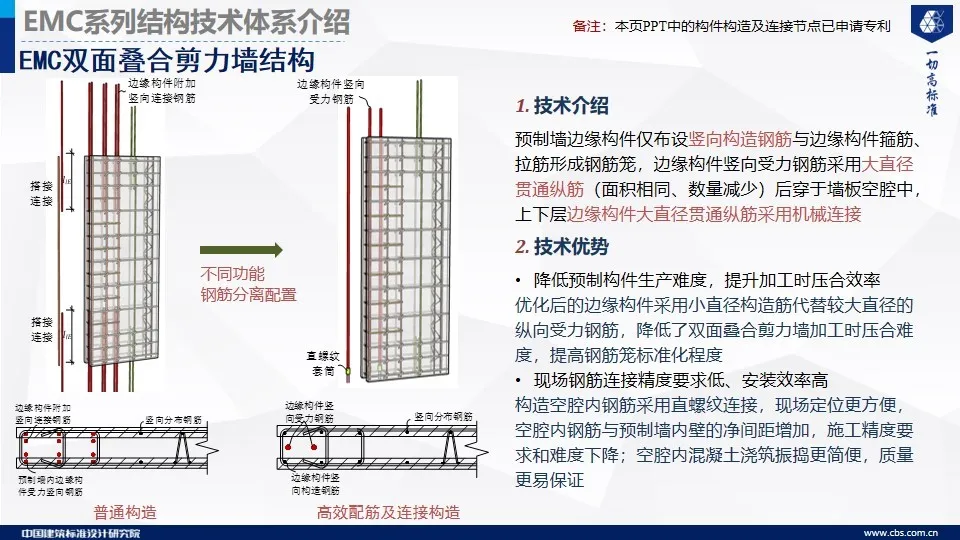 EMC系列结构技术体系介绍
备注：本页PPT中的构件构造及连接节点已申请专利
一切高标准
EMC双面叠合剪力墙结构
边缘构件附加
竖向连接钢筋
搭接
连接
l_lE
搭接
连接
l_lE
不同功能
钢筋分离配置
边缘构件竖向
受力钢筋
直螺纹
套筒
边缘构件附加
竖向连接钢筋
竖向分布钢筋
预制墙内边缘构
件受力竖向钢筋
普通构造
边缘构件竖
向受力钢筋
竖向分布钢筋
边缘构件竖
向构造钢筋
高效配筋及连接构造
1. 技术介绍
预制墙边缘构件仅布设竖向构造钢筋与边缘构件箍筋、
拉筋形成钢筋笼，边缘构件竖向受力钢筋采用大直径
贯通纵筋（面积相同、数量减少）后穿于墙板空腔中，
上下层边缘构件大直径贯通纵筋采用机械连接
2. 技术优势
• 降低预制构件生产难度，提升加工时压合效率
优化后的边缘构件采用小直径构造筋代替较大直径的
纵向受力钢筋，降低了双面叠合剪力墙加工时压合难
度，提高钢筋笼标准化程度
• 现场钢筋连接精度要求低、安装效率高
构造空腔内钢筋采用直螺纹连接，现场定位更方便，
空腔内钢筋与预制墙内壁的净间距增加，施工精度要
求和难度下降；空腔内混凝土浇筑振捣更简便，质量
更易保证
中国建筑标准设计研究院
www.cbs.com.cn